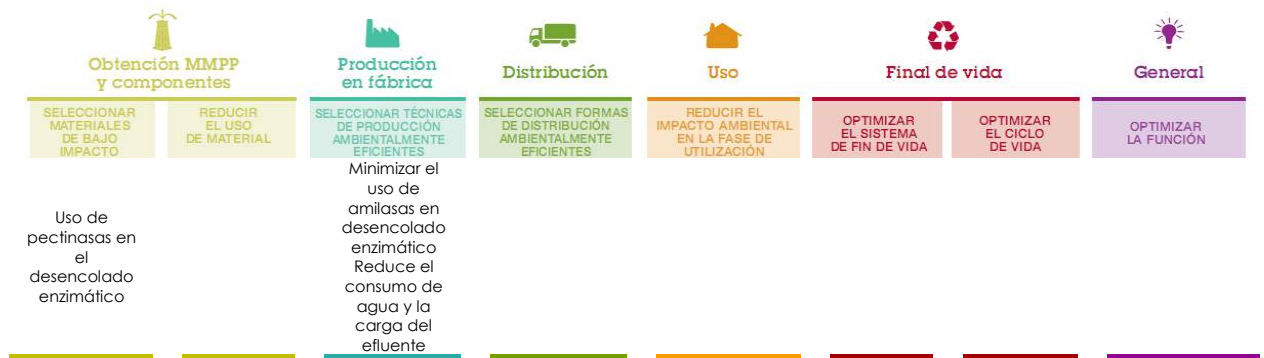 Obtención MMPP
y componentes
Producción
en fábrica
Distribución
Uso
Final de vida
General
SELECCIONAR
MATERIALES
DE BAJO
IMPACTO
REDUCIR
EL USO
DE MATERIAL
SELECCIONAR TÉCNICAS
DE PRODUCCIÓN
AMBIENTALMENTE
EFICIENTES
SELECCIONAR FORMAS
DE DISTRIBUCIÓN
AMBIENTALMENTE
EFICIENTES
REDUCIR EL
IMPACTO AMBIENTAL
EN LA FASE DE
UTILIZACIÓN
OPTIMIZAR
EL SISTEMA
DE FIN DE VIDA
OPTIMIZAR
EL CICLO
DE VIDA
OPTIMIZAR
LA FUNCIÓN
Uso de
pectinasas en
el
desencolado
enzimático
Minimizar el
uso de
amilasas en
desencolado
enzimático
Reduce el
consumo de
agua y la
carga del
efluente